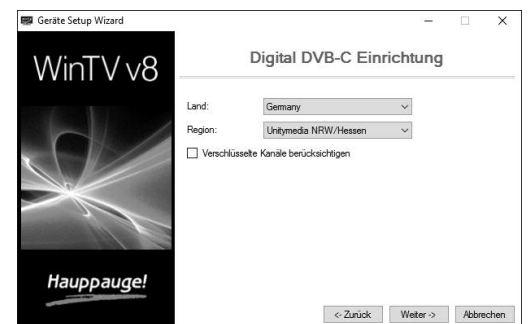 Geräte Setup Wizard
WinTV v8
Digital DVB-C Einrichtung
Land: Germany
Region: Unitymedia NRW/Hessen
Verschlüsselte Kanäle berücksichtigen
Hauppauge!
<- Zurück Weiter -> Abbrechen